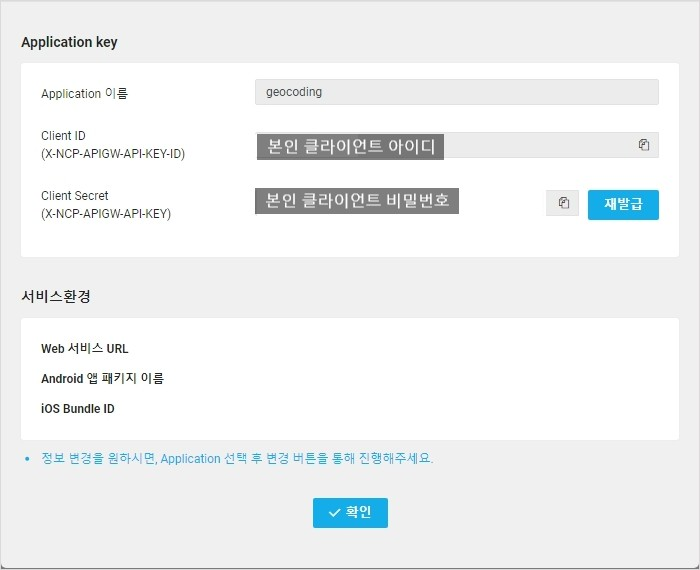 Application key
Application 이름
geocoding
Client ID
(X-NCP-APIGW-API-KEY-ID)
본인 클라이언트 아이디
Client Secret
(X-NCP-APIGW-API-KEY)
본인 클라이언트 비밀번호
재발급
서비스환경
Web 서비스 URL
Android 앱 패키지 이름
iOS Bundle ID
정보 변경을 원하시면, Application 선택 후 변경 버튼을 통해 진행해주세요.
확인